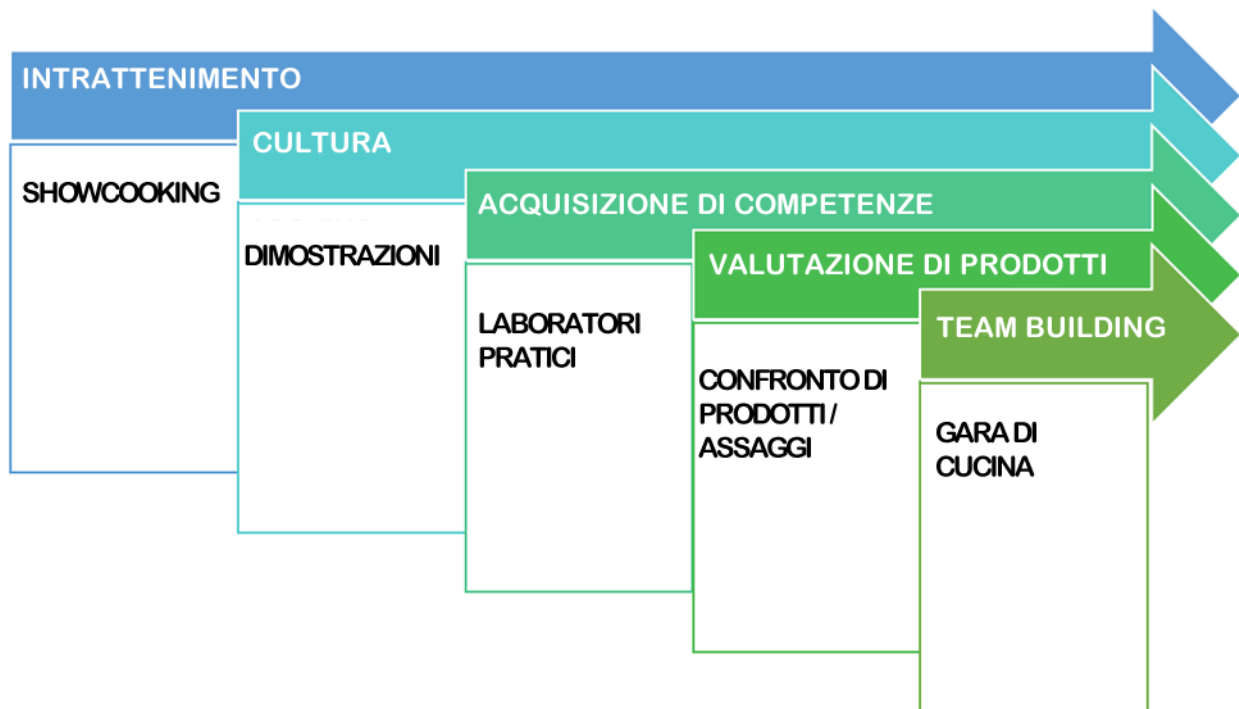 INTRATTENIMENTO
SHOWCOOKING
CULTURA
DIMOSTRAZIONI
ACQUISIZIONE DI COMPETENZE
LABORATORI
PRATICI
VALUTAZIONE DI PRODOTTI
CONFRONTO DI
PRODOTTI /
ASSAGGI
TEAM BUILDING
GARA DI
CUCINA